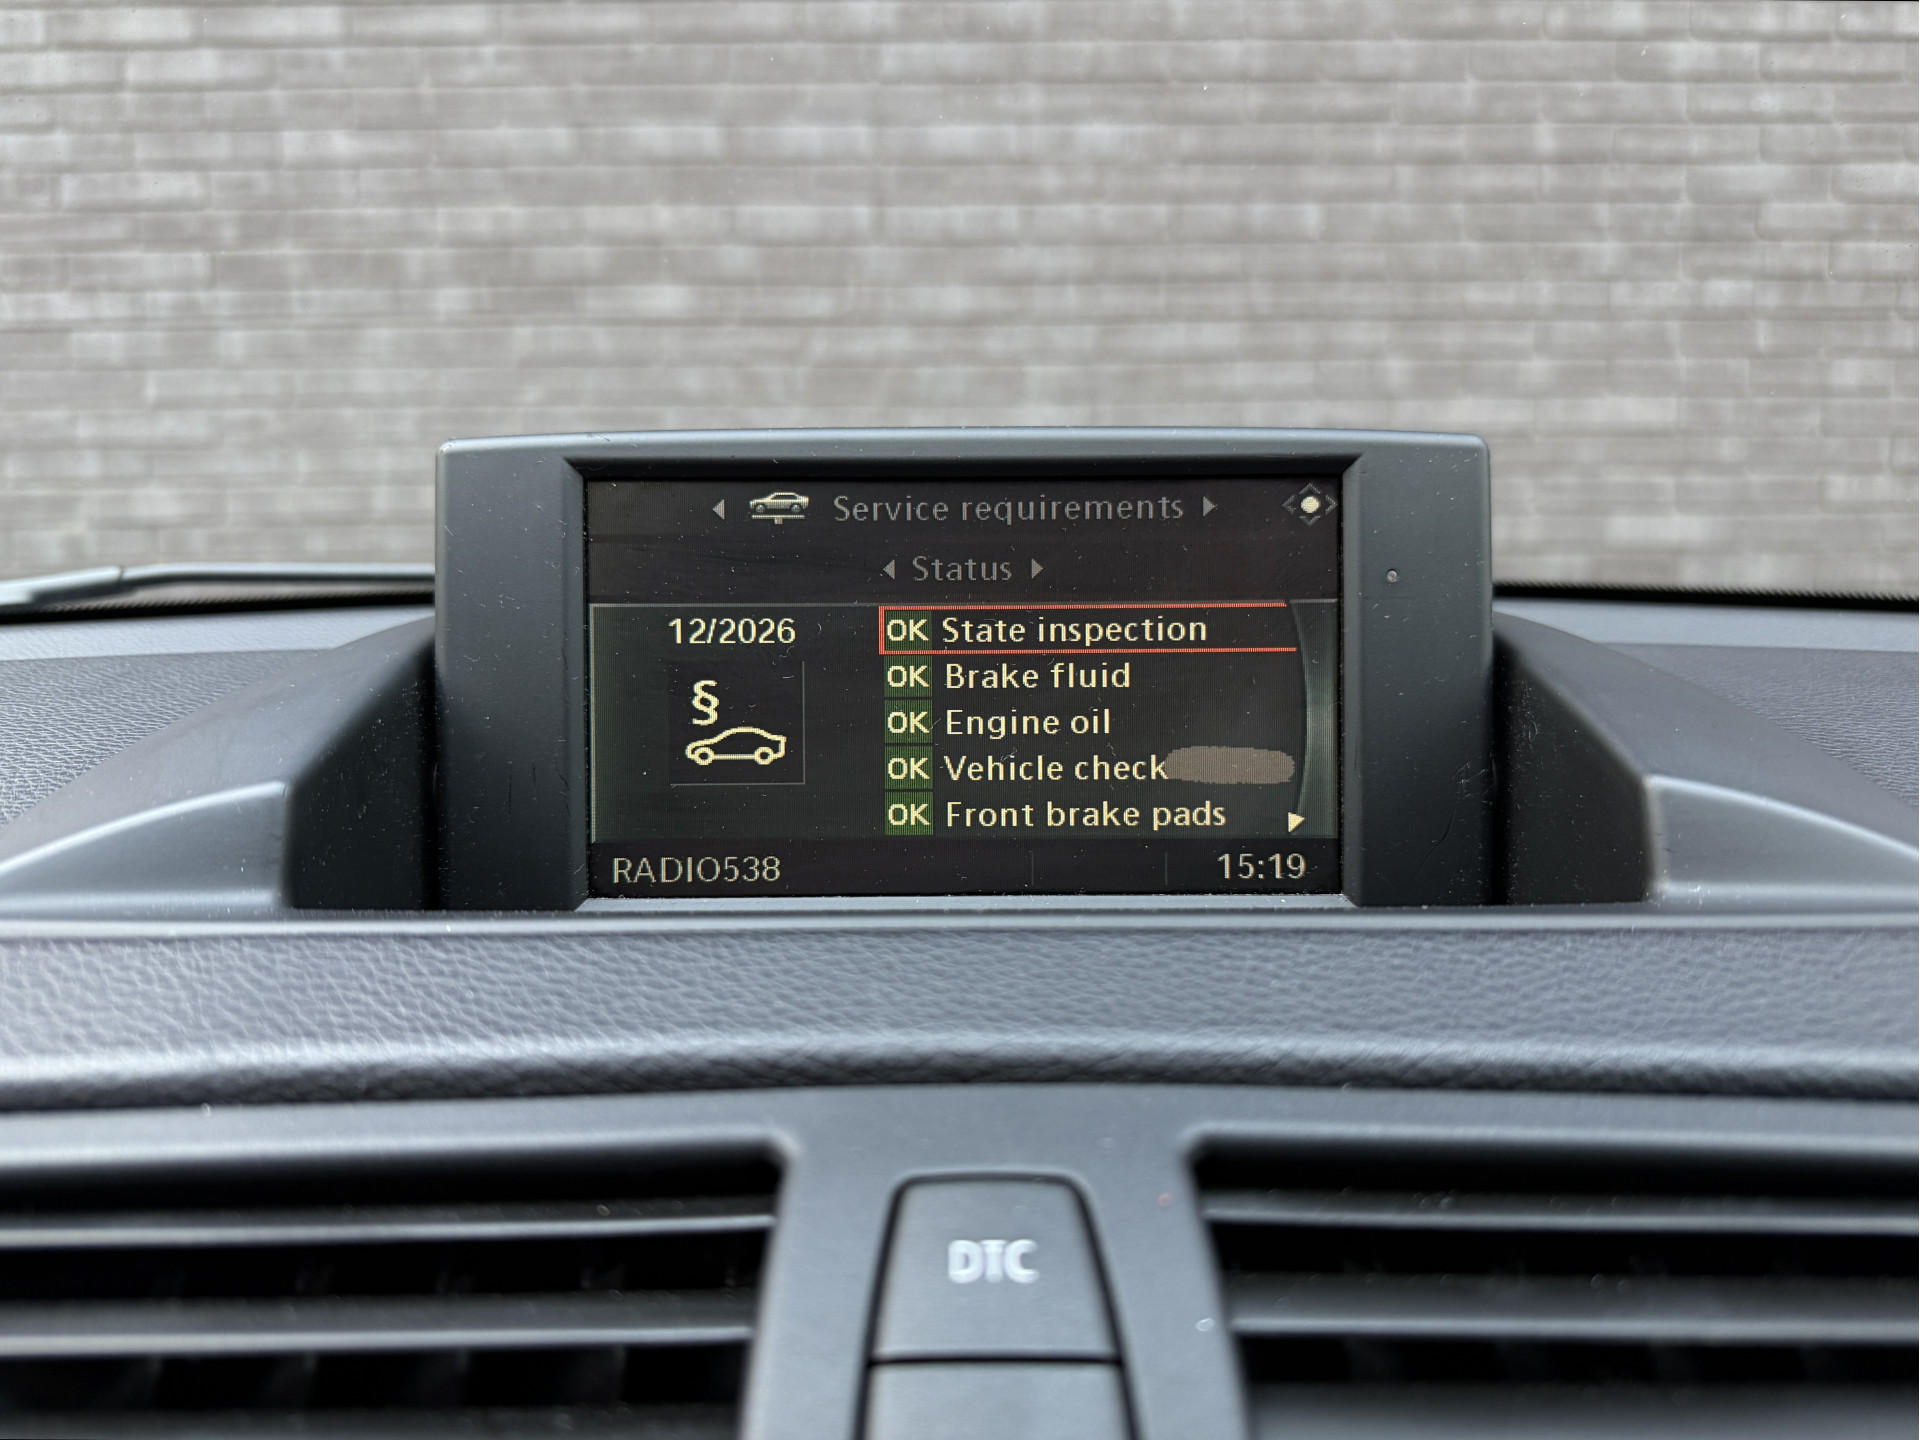 Service requirements
Status
12/2026
§
OK State inspection
OK Brake fluid
OK Engine oil
OK Vehicle check
OK Front brake pads
RADIO538 15:19
DTC